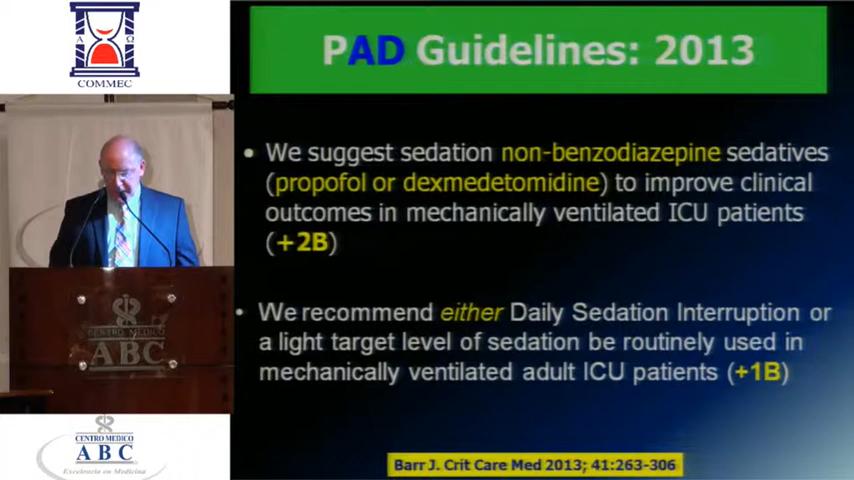 A Ω
COMMEC
PAD Guidelines: 2013
• We suggest sedation non-benzodiazepine sedatives
(propofol or dexmedetomidine) to improve clinical
outcomes in mechanically ventilated ICU patients
(+2B)
• We recommend either Daily Sedation Interruption or
a light target level of sedation be routinely used in
mechanically ventilated adult ICU patients (+1B)
Barr J. Crit Care Med 2013; 41:263-306
CENTRO MEDICO
ABC
CENTRO MEDICO
ABC
Excelencia en Medicina